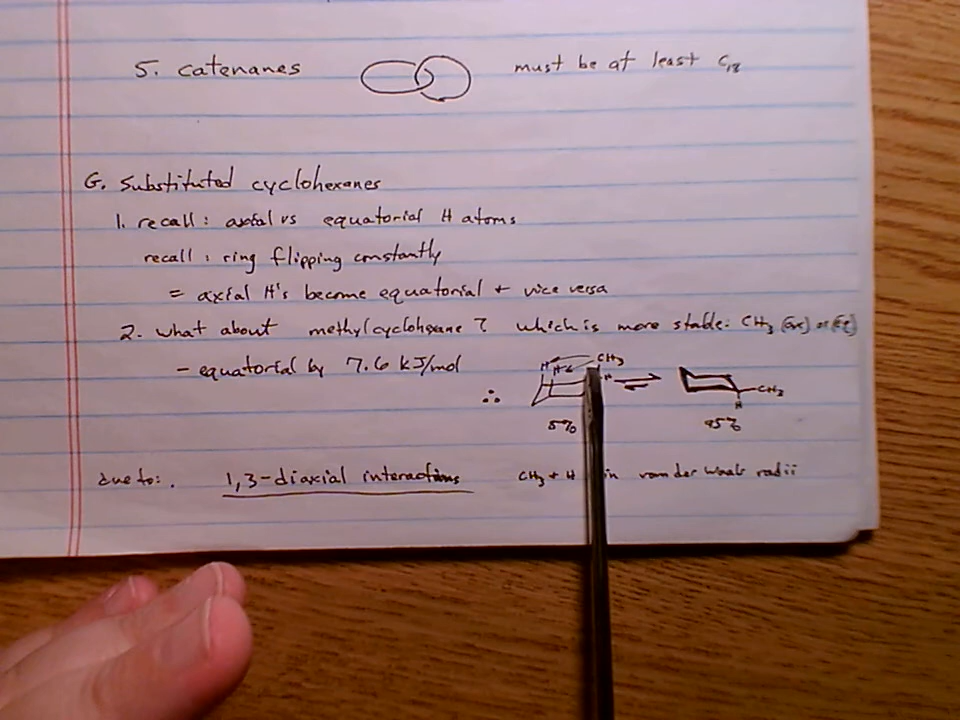 5. catenanes must be at least C18
G. Substituted cyclohexanes
1. recall : axial vs equatorial H atoms
recall : ring flipping constantly
= axial H's become equatorial + vice versa
2. What about methylcyclohexane ? which is more stable: CH3 (ax) or (Eq)
- equatorial by 7.6 kJ/mol
H H CH3 H
∴ ⇌ CH3
H
5% 95%
due to: . 1,3-diaxial interactions CH3 + H in van der Waals radii